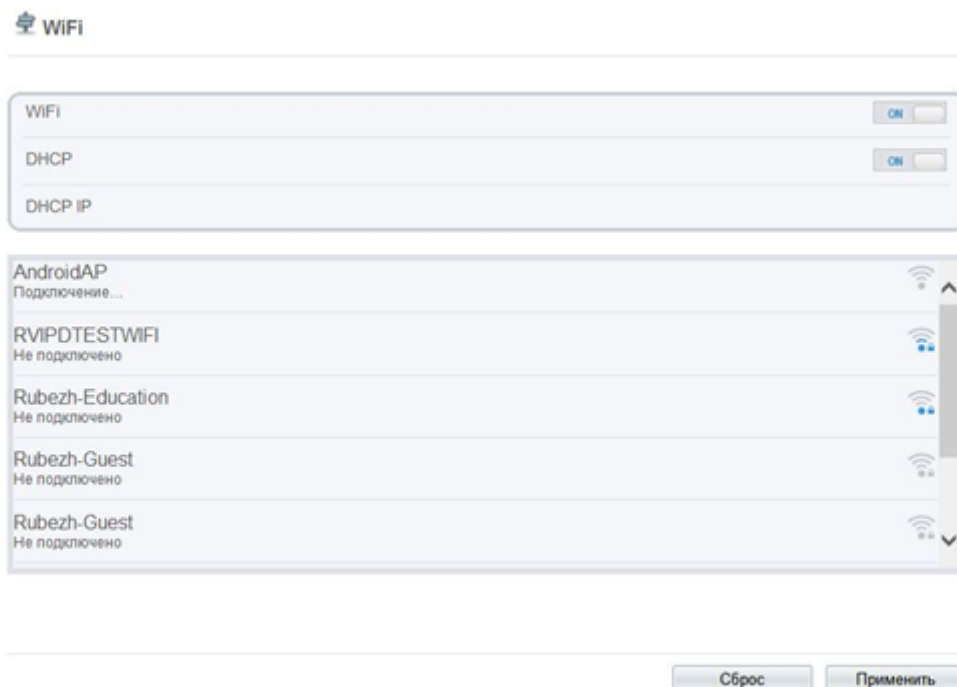 WiFi
WiFi
ON
DHCP
ON
DHCP IP
AndroidAP
Подключение...
RVIPDTESTWIFI
Не подключено
Rubezh-Education
Не подключено
Rubezh-Guest
Не подключено
Rubezh-Guest
Не подключено
Сброс
Применить